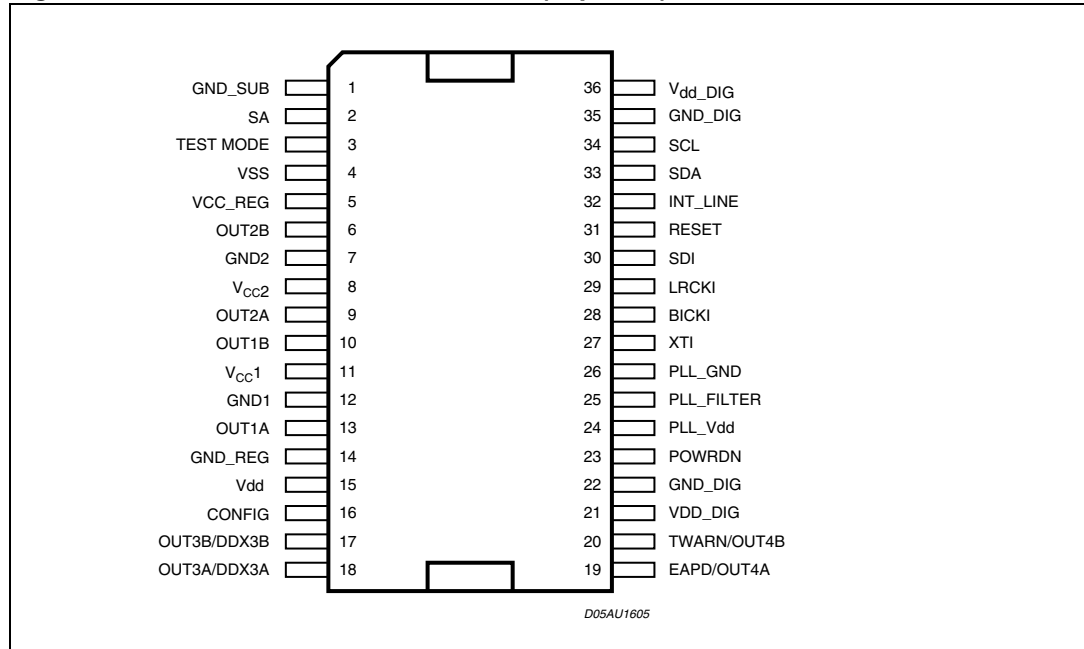 GND_SUB 1 36 Vdd_DIG
SA 2 35 GND_DIG
TEST MODE 3 34 SCL
VSS 4 33 SDA
VCC_REG 5 32 INT_LINE
OUT2B 6 31 RESET
GND2 7 30 SDI
VCC2 8 29 LRCKI
OUT2A 9 28 BICKI
OUT1B 10 27 XTI
VCC1 11 26 PLL_GND
GND1 12 25 PLL_FILTER
OUT1A 13 24 PLL_Vdd
GND_REG 14 23 POWRDN
Vdd 15 22 GND_DIG
CONFIG 16 21 VDD_DIG
OUT3B/DDX3B 17 20 TWARN/OUT4B
OUT3A/DDX3A 18 19 EAPD/OUT4A
D05AU1605